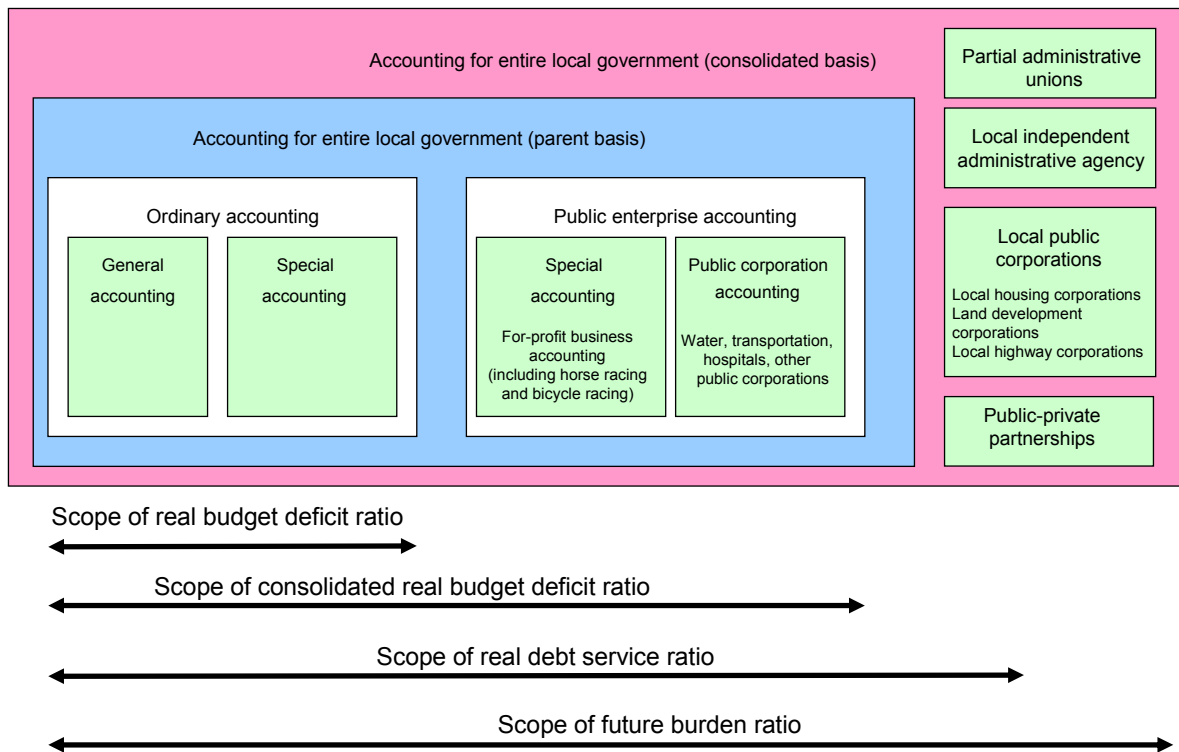 Accounting for entire local government (consolidated basis)
Accounting for entire local government (parent basis)
Ordinary accounting
General
accounting
Special
accounting
Public enterprise accounting
Special
accounting
For-profit business
accounting
(including horse racing
and bicycle racing)
Public corporation
accounting
Water, transportation,
hospitals, other
public corporations
Partial administrative
unions
Local independent
administrative agency
Local public
corporations
Local housing corporations
Land development
corporations
Local highway corporations
Public-private
partnerships
Scope of real budget deficit ratio
Scope of consolidated real budget deficit ratio
Scope of real debt service ratio
Scope of future burden ratio